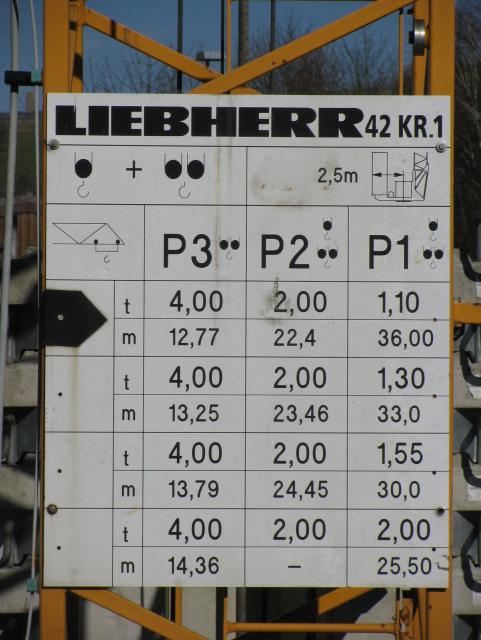 LIEBHERR 42 KR.1
+ 2,5m
P3 P2 P1
t 4,00 2,00 1,10
m 12,77 22,4 36,00
t 4,00 2,00 1,30
m 13,25 23,46 33,0
t 4,00 2,00 1,55
m 13,79 24,45 30,0
t 4,00 2,00 2,00
m 14,36 – 25,50